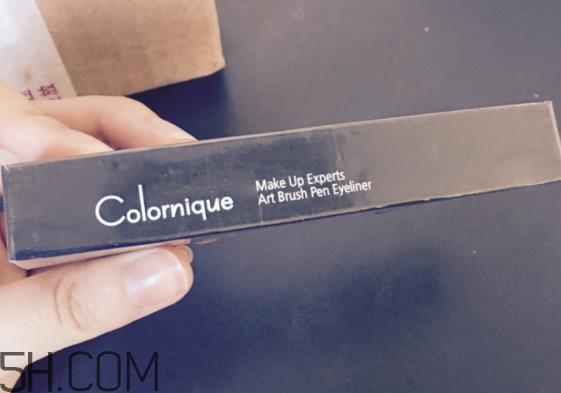 Colornique
Make Up Experts
Art Brush Pen Eyeliner
5H.COM